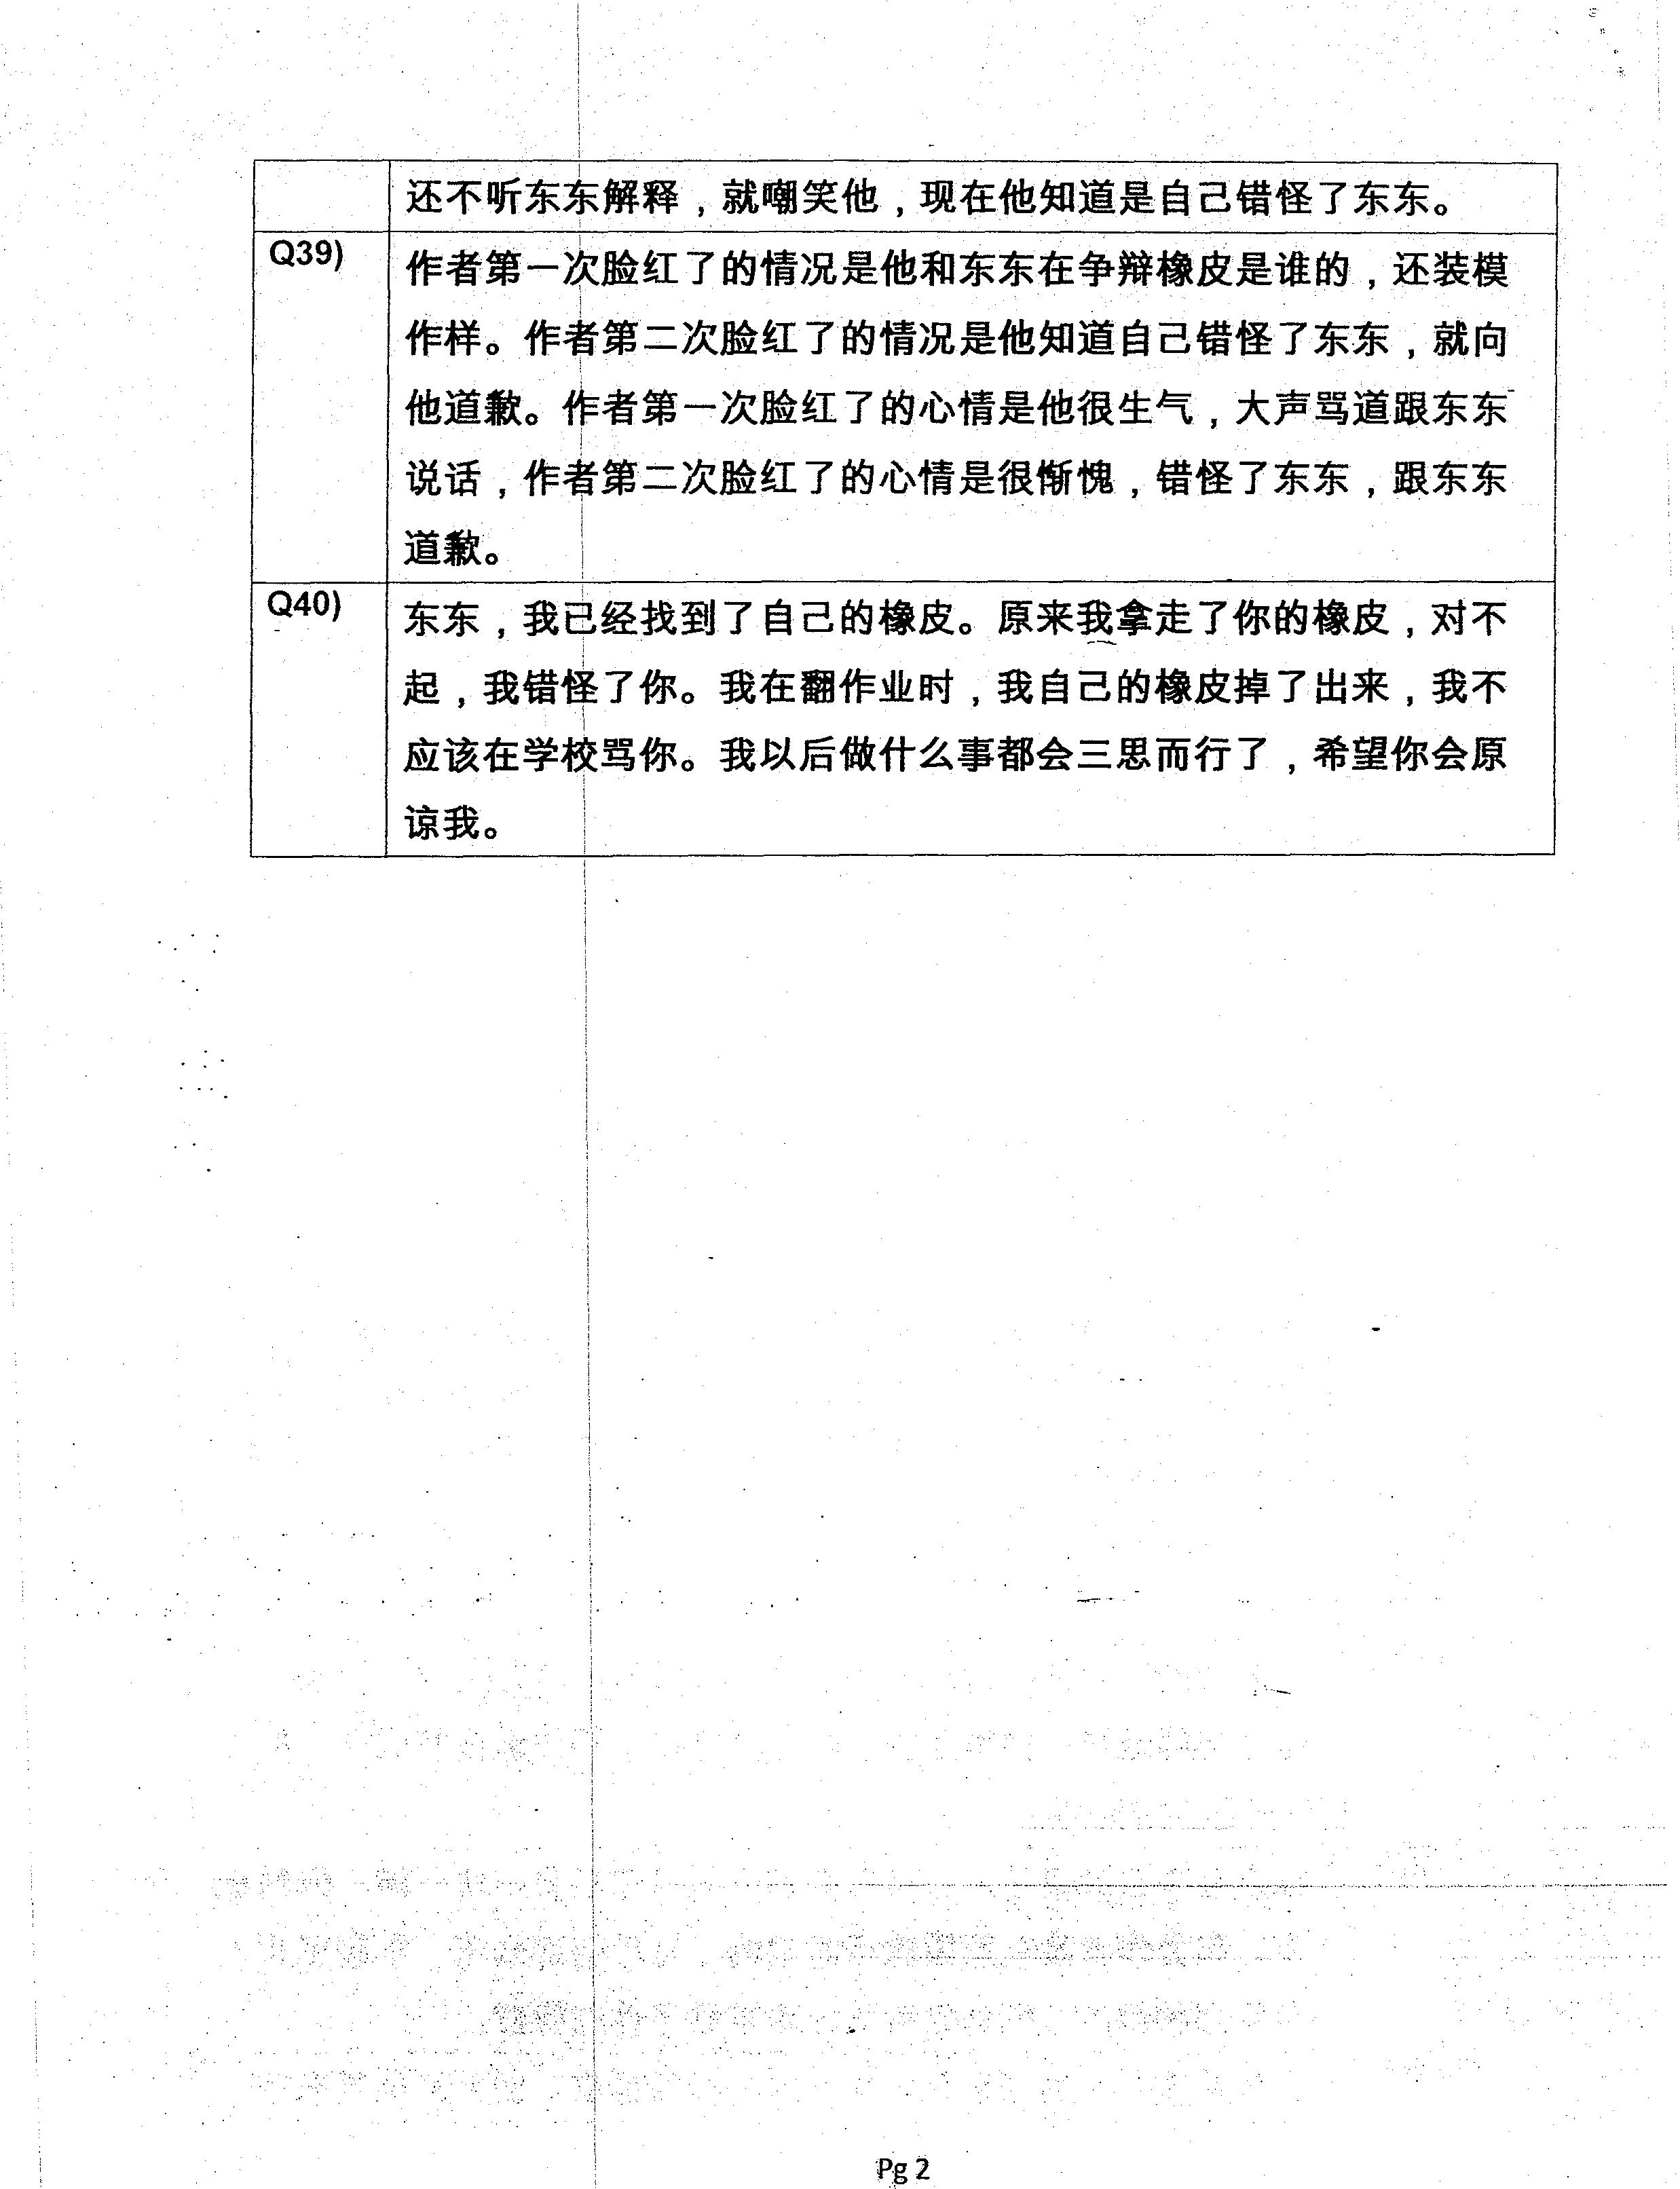 还不听东东解释，就嘲笑他，现在他知道是自己错怪了东东。
Q39)
作者第一次脸红了的情况是他和东东在争辩橡皮是谁的，还装模
作样。作者第二次脸红了的情况是他知道自己错怪了东东，就向
他道歉。作者第一次脸红了的心情是他很生气，大声骂道跟东东
说话，作者第二次脸红了的心情是很惭愧，错怪了东东，跟东东
道歉。
Q40)
东东，我已经找到了自己的橡皮。原来我拿走了你的橡皮，对不
起，我错怪了你。我在翻作业时，我自己的橡皮掉了出来，我不
应该在学校骂你。我以后做什么事都会三思而行了，希望你会原
谅我。
Pg 2